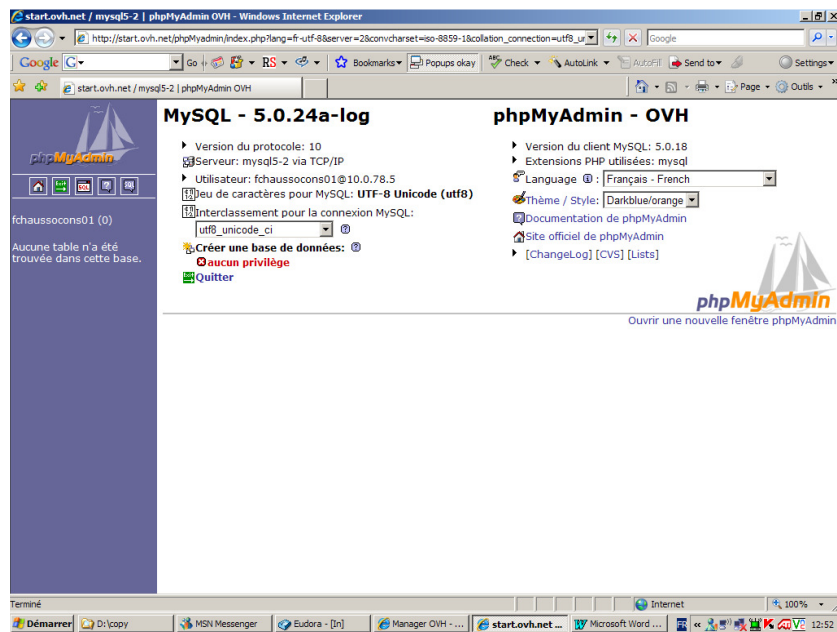 start.ovh.net / mysql5-2 | phpMyAdmin OVH - Windows Internet Explorer
http://start.ovh.net/phpMyadmin/index.php?lang=fr-utf-8&server=2&convcharset=iso-8859-1&collation_connection=utf8_ur
Google
Google G Go RS Bookmarks Popups okay Check AutoLink AutoFill Send to Settings
start.ovh.net / mysql5-2 | phpMyAdmin OVH
Page Outils
phpMyAdmin
SQL
fchaussocons01 (0)
Aucune table n'a été
trouvée dans cette base.
MySQL - 5.0.24a-log
Version du protocole: 10
Serveur: mysql5-2 via TCP/IP
Utilisateur: fchaussocons01@10.0.78.5
Jeu de caractères pour MySQL: UTF-8 Unicode (utf8)
Interclassement pour la connexion MySQL:
utf8_unicode_ci
Créer une base de données:
aucun privilège
Quitter
phpMyAdmin - OVH
Version du client MySQL: 5.0.18
Extensions PHP utilisées: mysql
Language : Français - French
Thème / Style: Darkblue/orange
Documentation de phpMyAdmin
Site officiel de phpMyAdmin
[ChangeLog] [CVS] [Lists]
phpMyAdmin
Ouvrir une nouvelle fenêtre phpMyAdmin
Terminé
Internet
100%
Démarrer
D:\copy
MSN Messenger
Eudora - [In]
Manager OVH - ...
start.ovh.net ...
Microsoft Word ...
FR
12:52